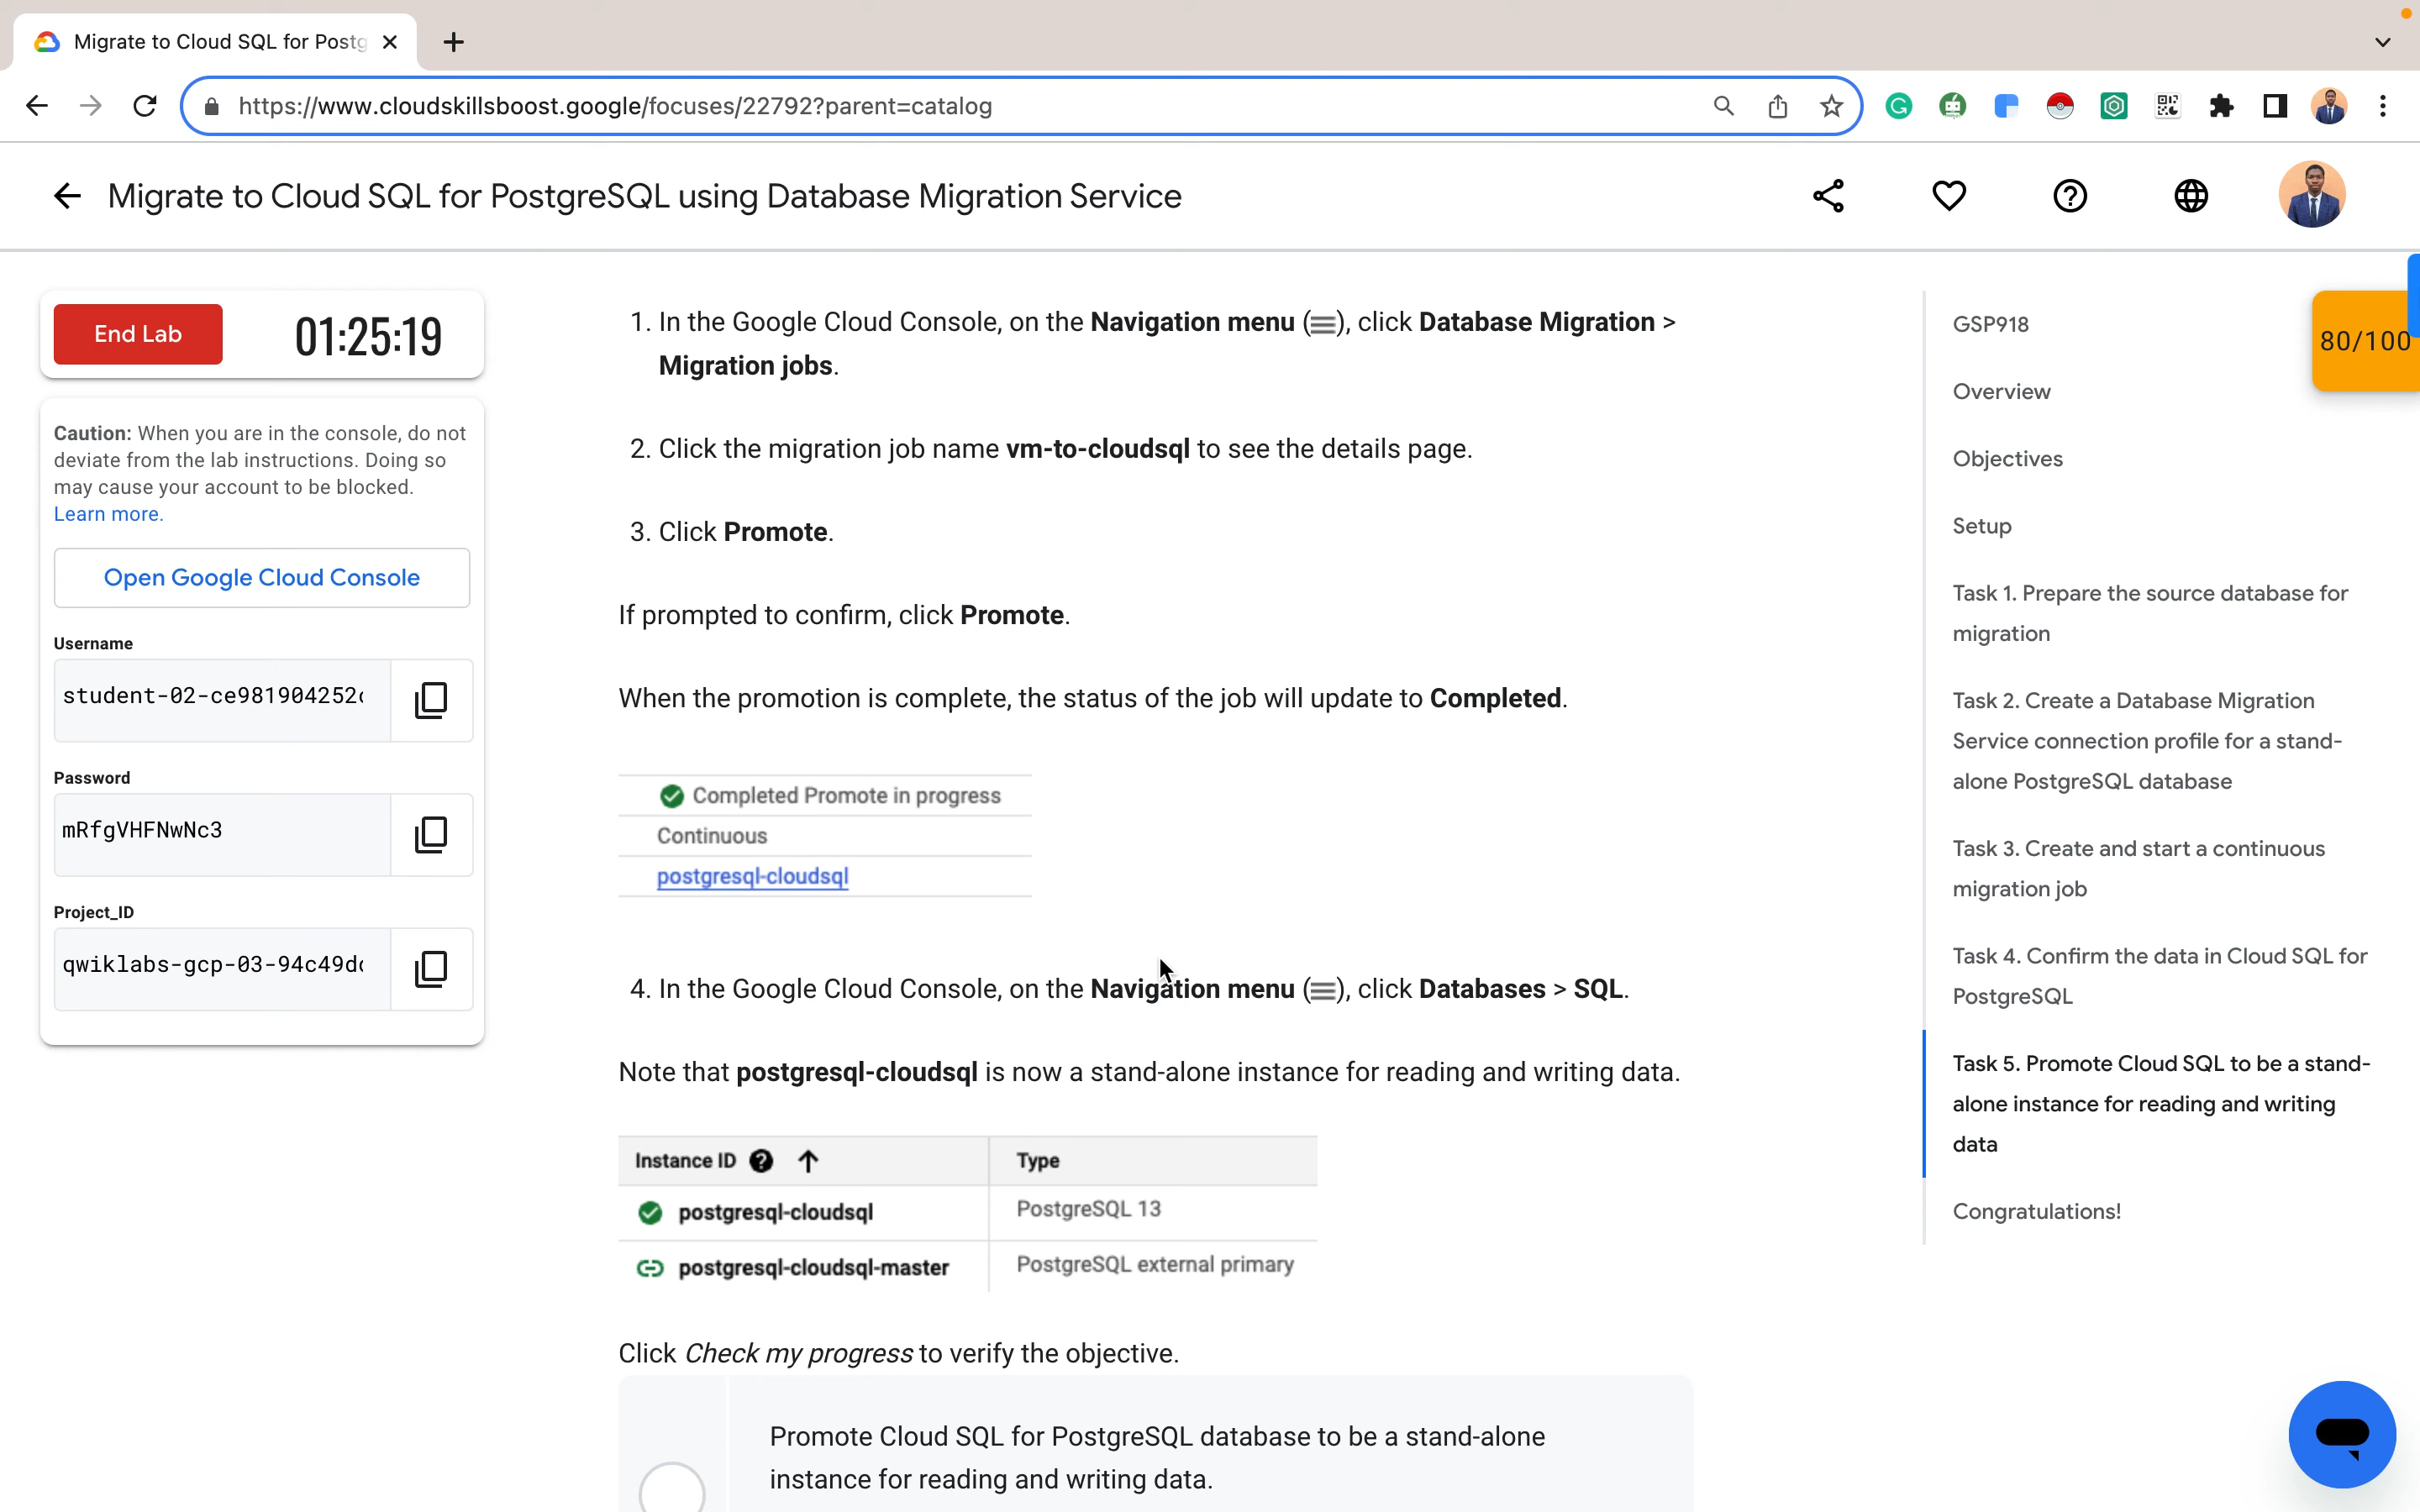 Migrate to Cloud SQL for Postg
https://www.cloudskillsboost.google/focuses/22792?parent=catalog
Migrate to Cloud SQL for PostgreSQL using Database Migration Service
End Lab
01:25:19
Caution: When you are in the console, do not
deviate from the lab instructions. Doing so
may cause your account to be blocked.
Learn more.
Open Google Cloud Console
Username
student-02-ce981904252
Password
mRfgVHFNwNc3
Project_ID
qwiklabs-gcp-03-94c49d
1. In the Google Cloud Console, on the Navigation menu (), click Database Migration >
Migration jobs.
2. Click the migration job name vm-to-cloudsql to see the details page.
3. Click Promote.
If prompted to confirm, click Promote.
When the promotion is complete, the status of the job will update to Completed.
Completed Promote in progress
Continuous
postgresql-cloudsql
4. In the Google Cloud Console, on the Navigation menu (), click Databases > SQL.
Note that postgresql-cloudsql is now a stand-alone instance for reading and writing data.
Instance ID ? Type
postgresql-cloudsql PostgreSQL 13
postgresql-cloudsql-master PostgreSQL external primary
Click Check my progress to verify the objective.
Promote Cloud SQL for PostgreSQL database to be a stand-alone
instance for reading and writing data.
GSP918
Overview
Objectives
Setup
Task 1. Prepare the source database for
migration
Task 2. Create a Database Migration
Service connection profile for a stand-
alone PostgreSQL database
Task 3. Create and start a continuous
migration job
Task 4. Confirm the data in Cloud SQL for
PostgreSQL
Task 5. Promote Cloud SQL to be a stand-
alone instance for reading and writing
data
Congratulations!
80/100